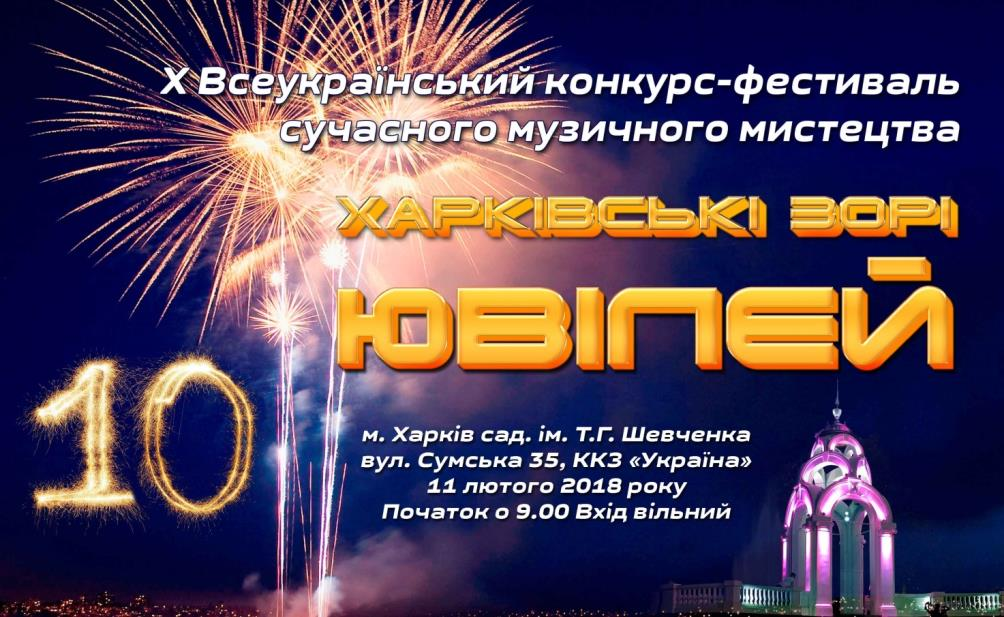 X Всеукраїнський конкурс-фестиваль
сучасного музичного мистецтва
ХАРКІВСЬКІ ЗОРІ
ЮВІЛЕЙ
10
м. Харків сад. ім. Т.Г. Шевченка
вул. Сумська 35, ККЗ «Україна»
11 лютого 2018 року
Початок о 9.00 Вхід вільний